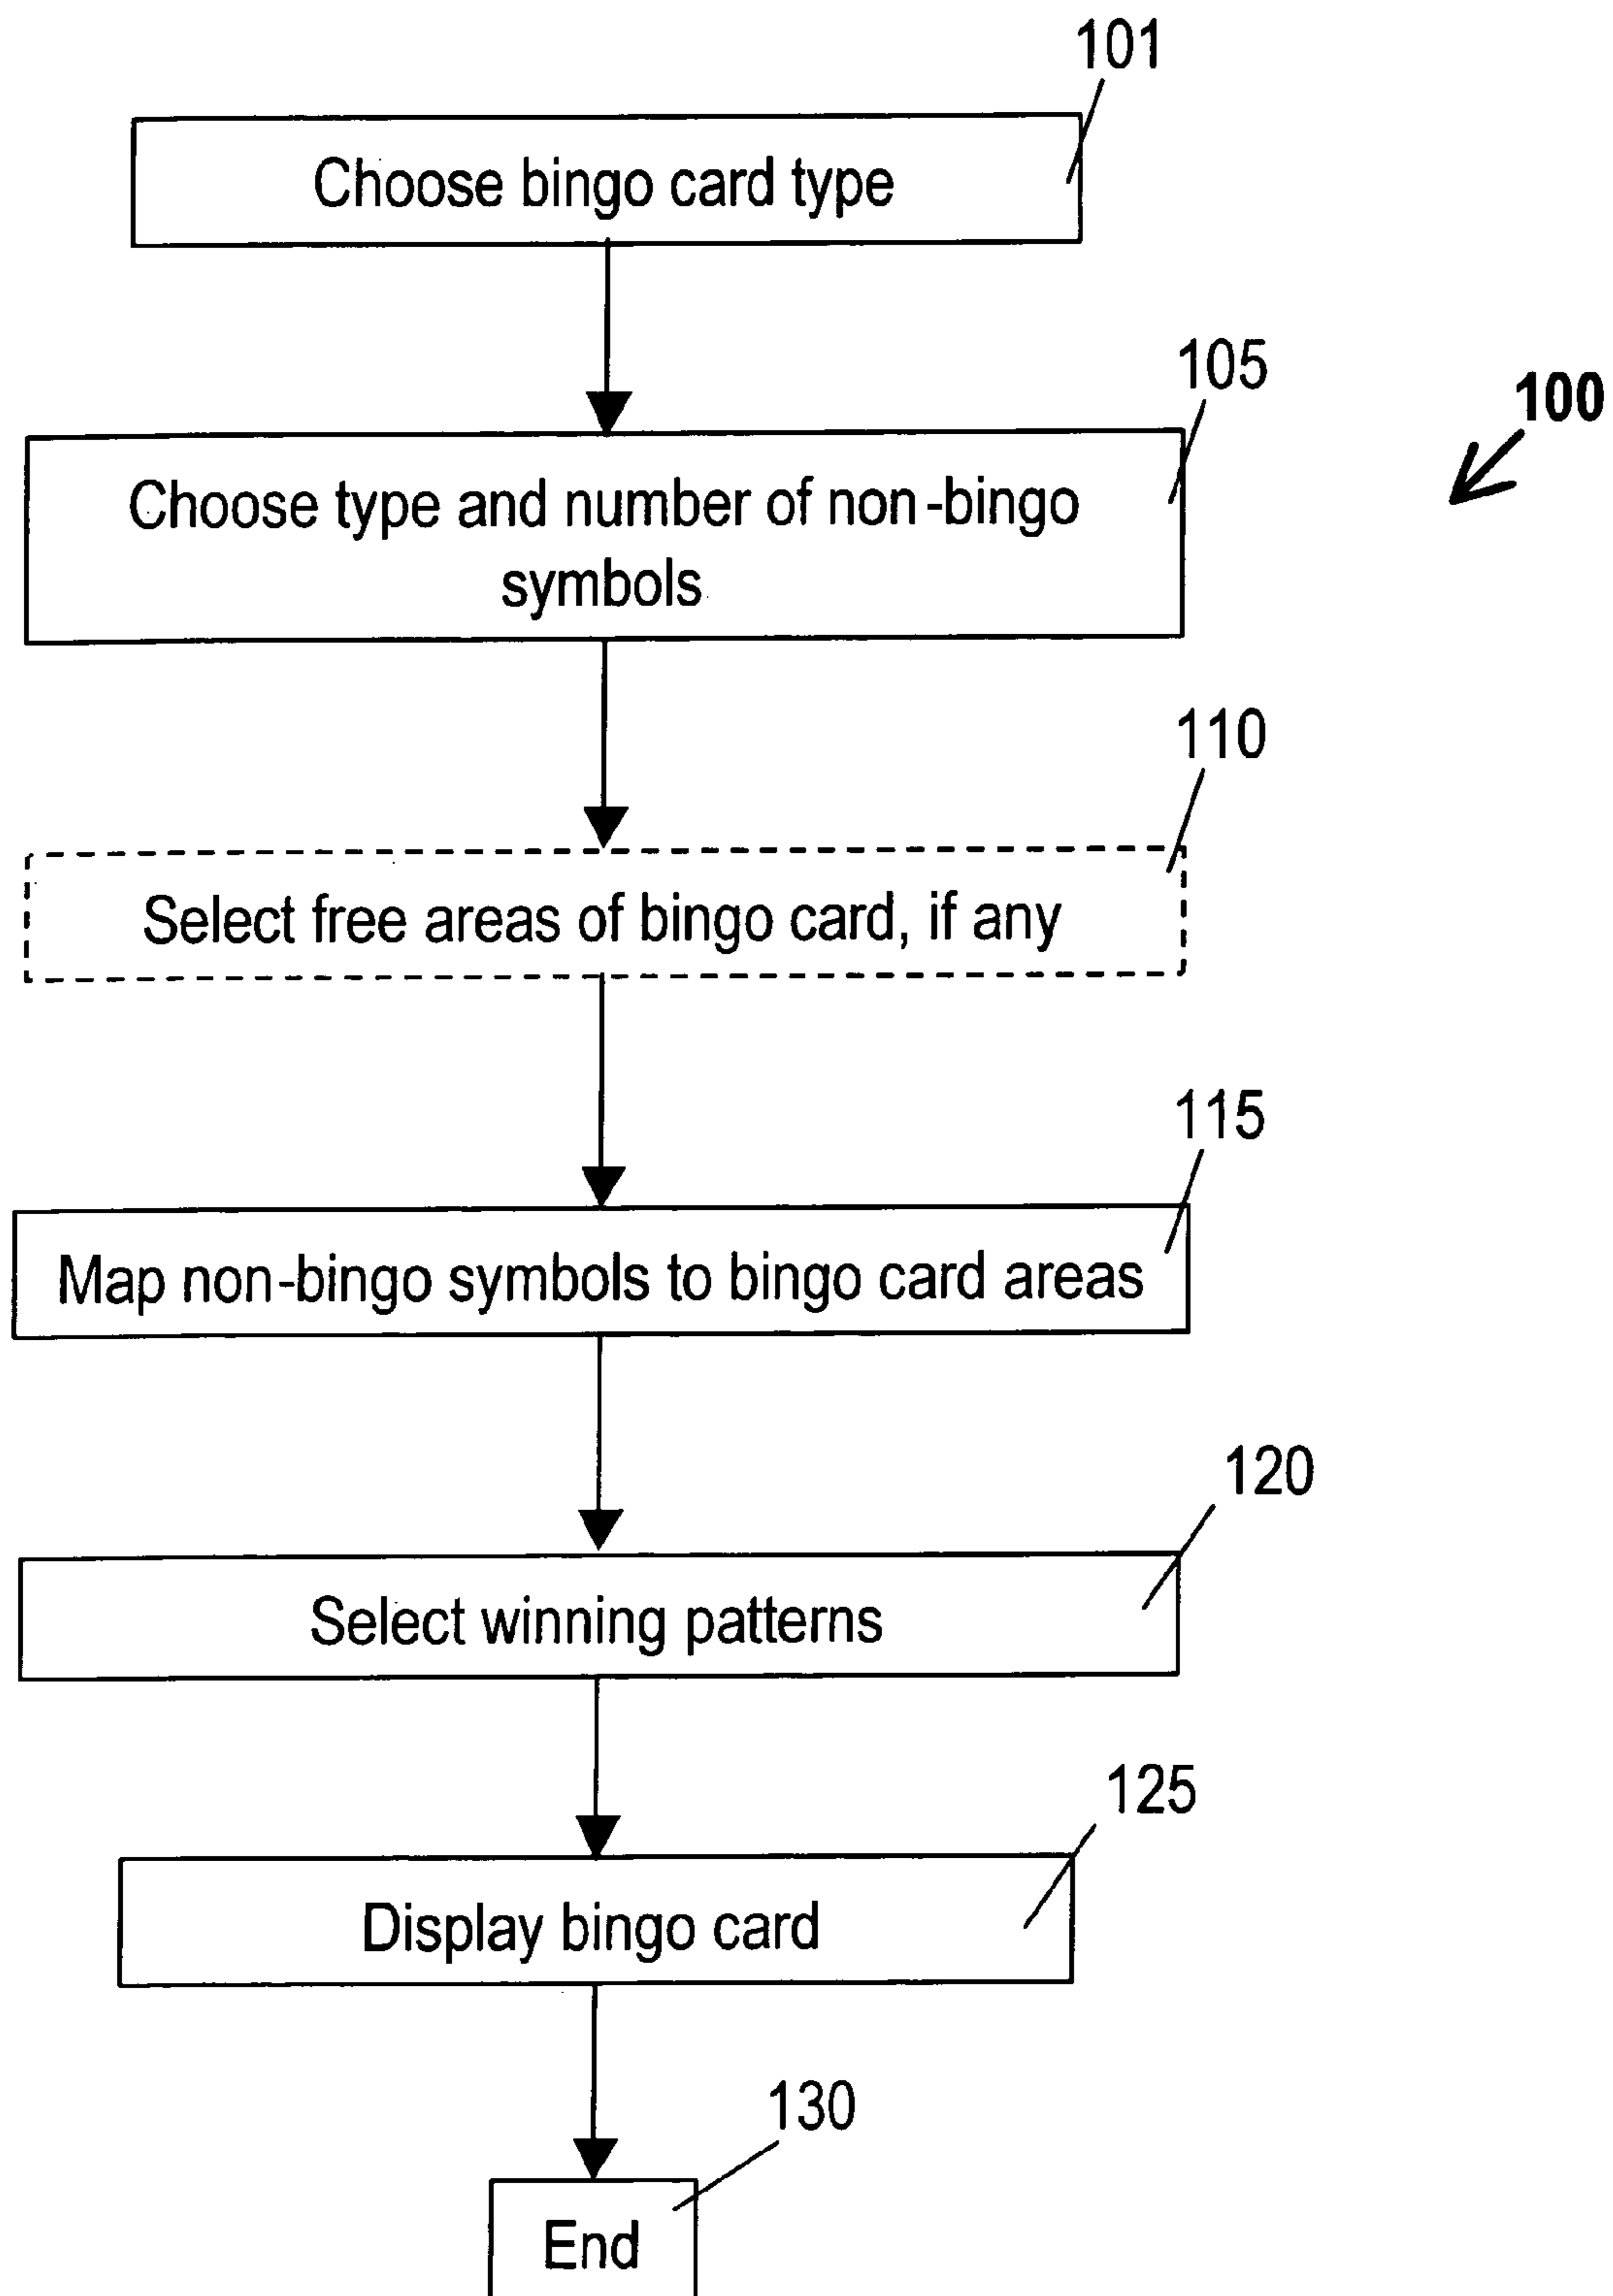 101
Choose bingo card type
105
100
Choose type and number of non-bingo
symbols
110
Select free areas of bingo card, if any
115
Map non-bingo symbols to bingo card areas
120
Select winning patterns
125
Display bingo card
130
End